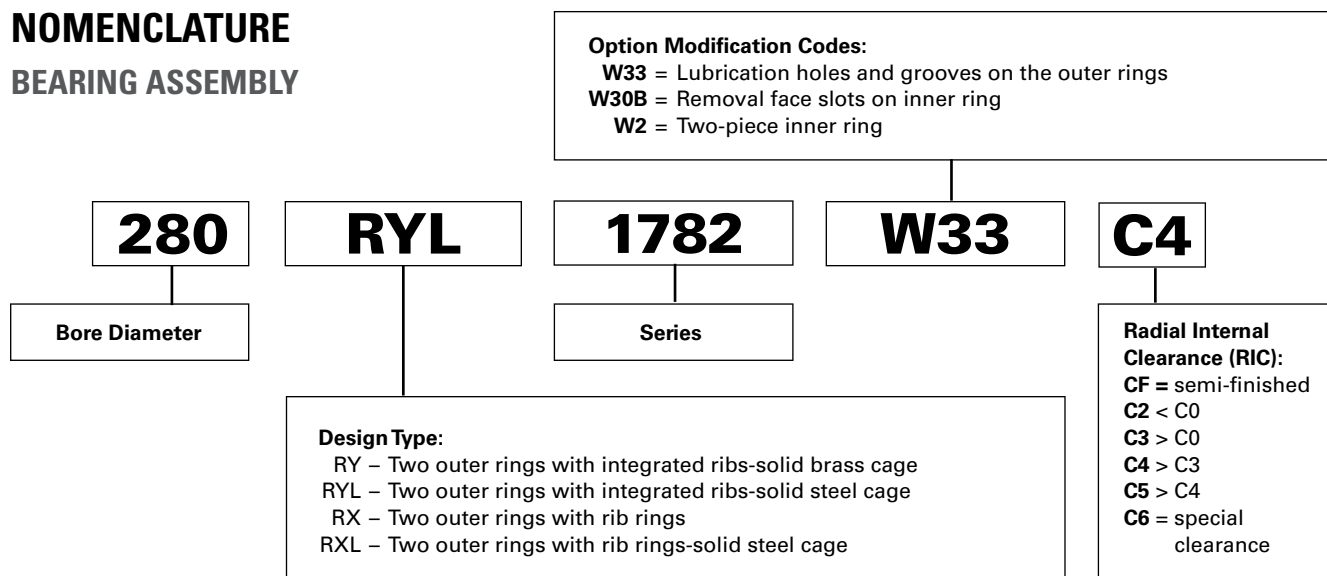 NOMENCLATURE
BEARING ASSEMBLY
Option Modification Codes:
W33 = Lubrication holes and grooves on the outer rings
W30B = Removal face slots on inner ring
W2 = Two-piece inner ring
280 RYL 1782 W33 C4
Bore Diameter
Series
Design Type:
RY – Two outer rings with integrated ribs-solid brass cage
RYL – Two outer rings with integrated ribs-solid steel cage
RX – Two outer rings with rib rings
RXL – Two outer rings with rib rings-solid steel cage
Radial Internal
Clearance (RIC):
CF = semi-finished
C2 < C0
C3 > C0
C4 > C3
C5 > C4
C6 = special
clearance